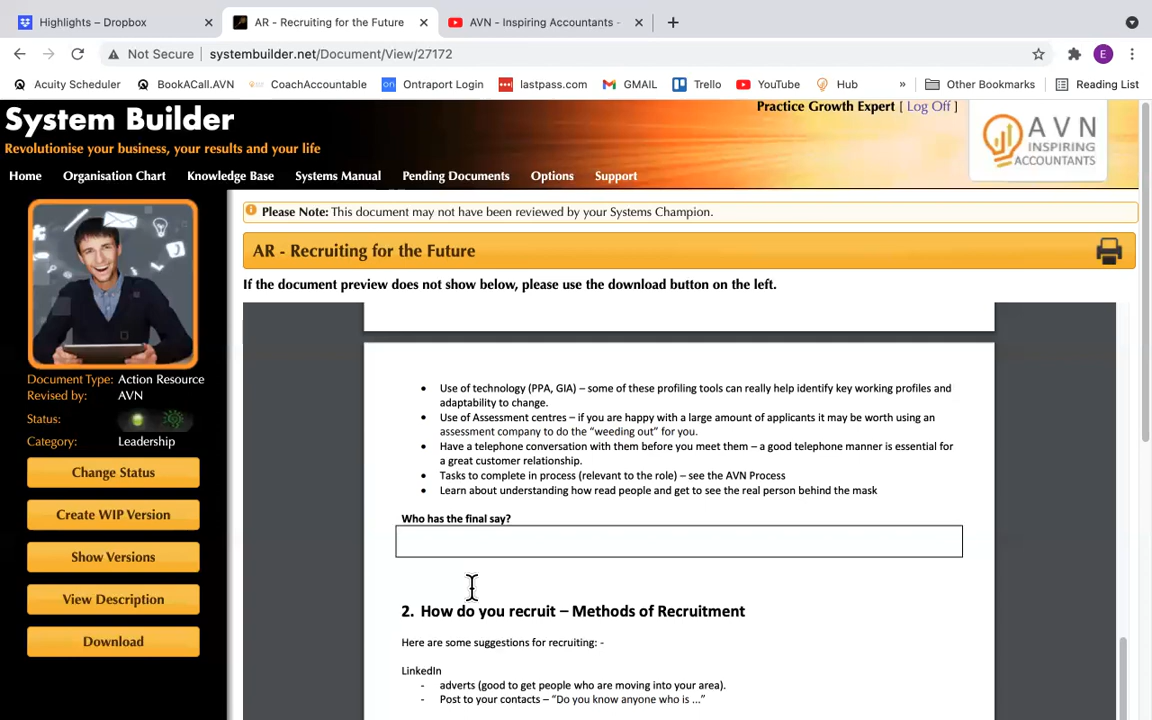 Highlights – Dropbox
AR - Recruiting for the Future
AVN - Inspiring Accountants -
Not Secure systembuilder.net/Document/View/27172
E
Acuity Scheduler BookACall.AVN CoachAccountable Ontraport Login lastpass.com GMAIL Trello YouTube Hub » Other Bookmarks Reading List
System Builder
Revolutionise your business, your results and your life
Practice Growth Expert [ Log Off ]
AVN
INSPIRING
ACCOUNTANTS
Home Organisation Chart Knowledge Base Systems Manual Pending Documents Options Support
Please Note: This document may not have been reviewed by your Systems Champion.
AR - Recruiting for the Future
If the document preview does not show below, please use the download button on the left.
Document Type: Action Resource
Revised by: AVN
Status:
Category: Leadership
Change Status
Create WIP Version
Show Versions
View Description
Download
• Use of technology (PPA, GIA) – some of these profiling tools can really help identify key working profiles and
adaptability to change.
• Use of Assessment centres – if you are happy with a large amount of applicants it may be worth using an
assessment company to do the “weeding out” for you.
• Have a telephone conversation with them before you meet them – a good telephone manner is essential for
a great customer relationship.
• Tasks to complete in process (relevant to the role) – see the AVN Process
• Learn about understanding how read people and get to see the real person behind the mask
Who has the final say?
2. How do you recruit – Methods of Recruitment
Here are some suggestions for recruiting: -
LinkedIn
- adverts (good to get people who are moving into your area).
- Post to your contacts – “Do you know anyone who is ...”